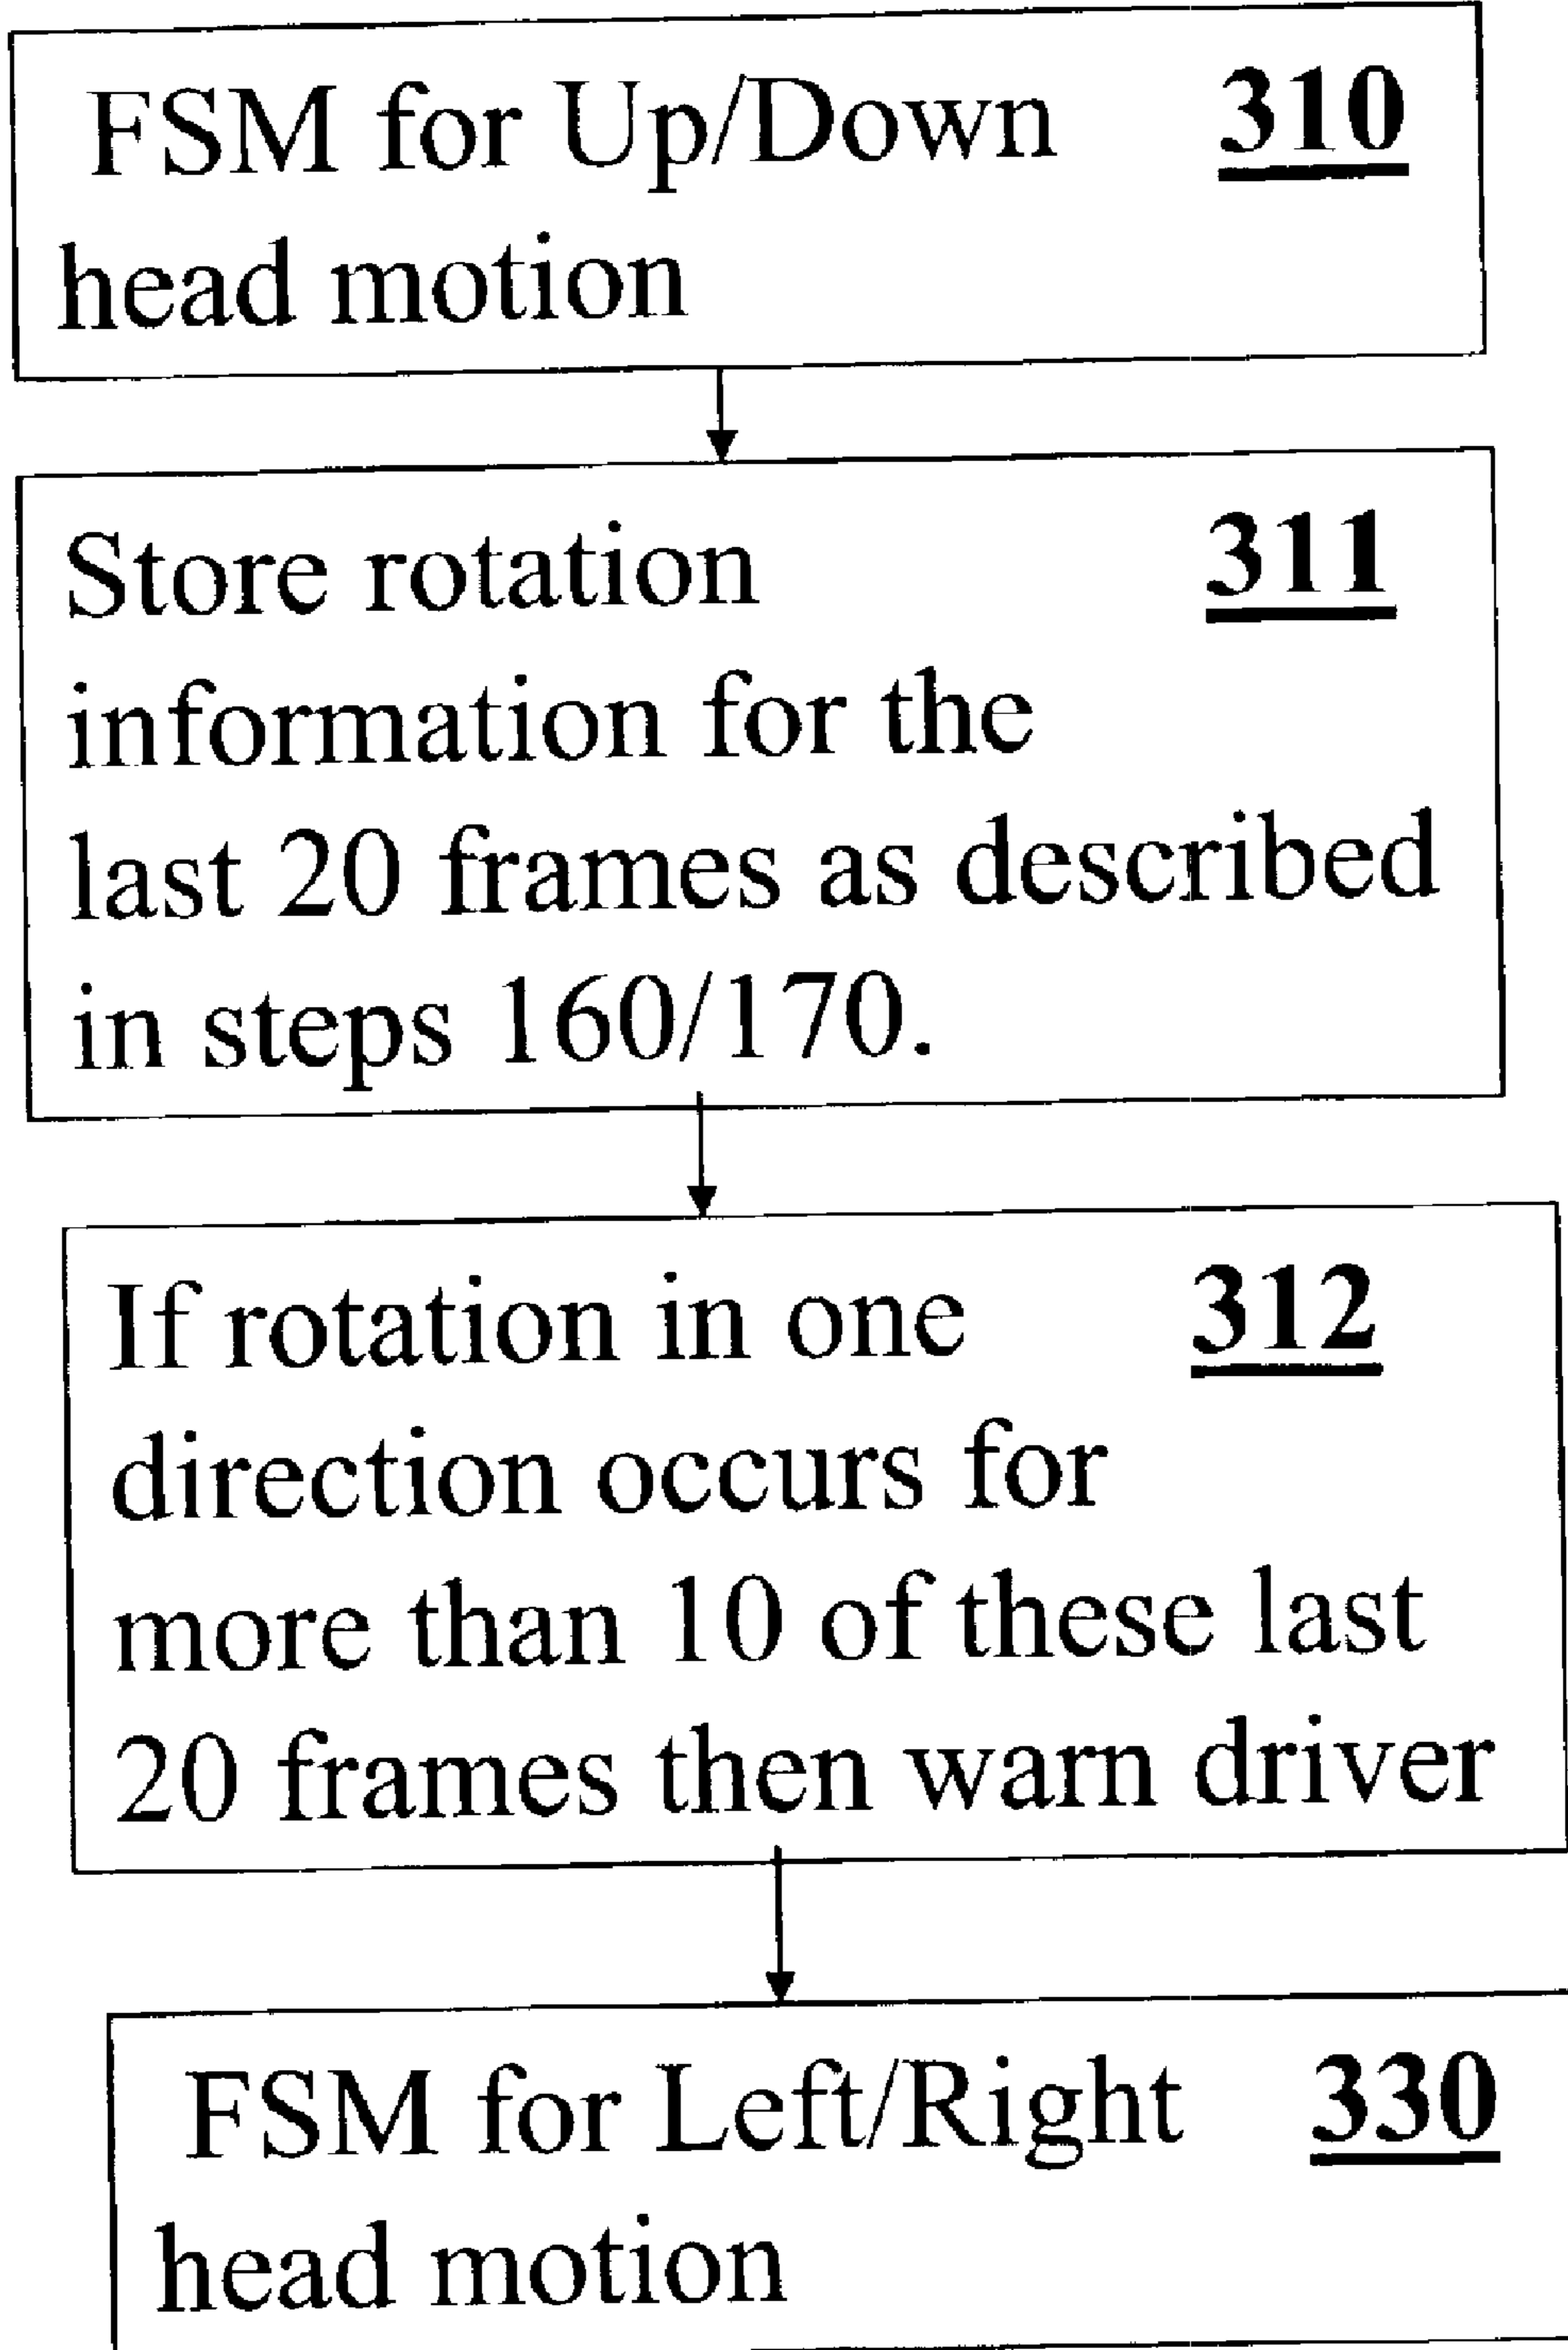 FSM for Up/Down 310
head motion
Store rotation 311
information for the
last 20 frames as described
in steps 160/170.
If rotation in one 312
direction occurs for
more than 10 of these last
20 frames then warn driver
FSM for Left/Right 330
head motion